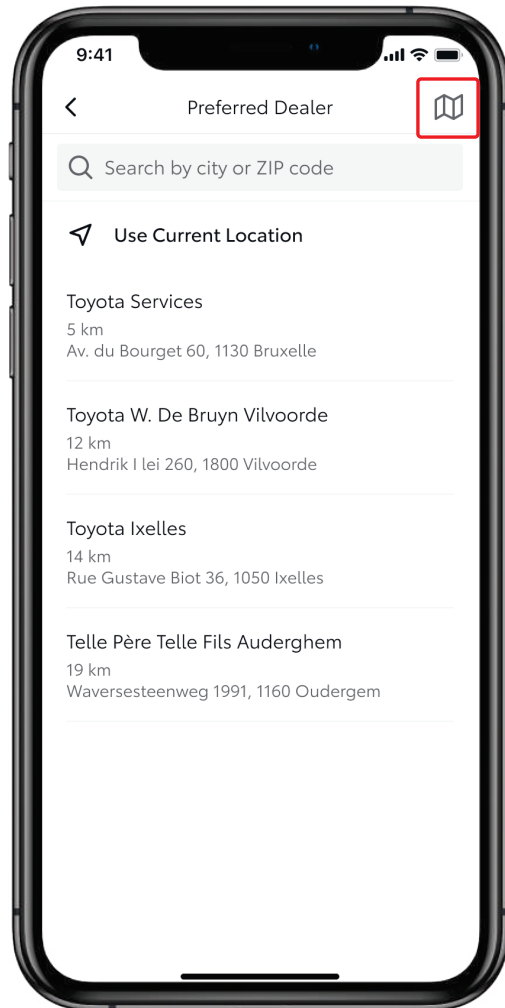 9:41
Preferred Dealer
Search by city or ZIP code
Use Current Location
Toyota Services
5 km
Av. du Bourget 60, 1130 Bruxelle
Toyota W. De Bruyn Vilvoorde
12 km
Hendrik I lei 260, 1800 Vilvoorde
Toyota Ixelles
14 km
Rue Gustave Biot 36, 1050 Ixelles
Telle Père Telle Fils Auderghem
19 km
Waversesteenweg 1991, 1160 Oudergem